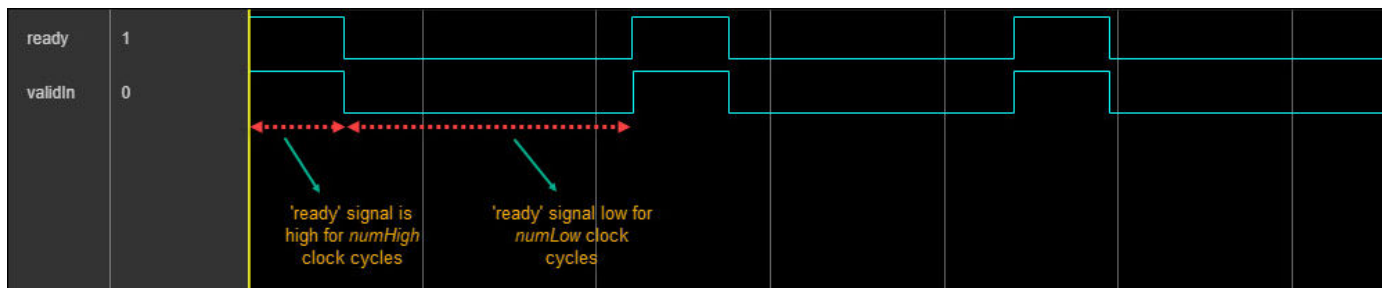 ready 1
validIn 0
'ready' signal is
high for numHigh
clock cycles
'ready' signal low for
numLow clock
cycles